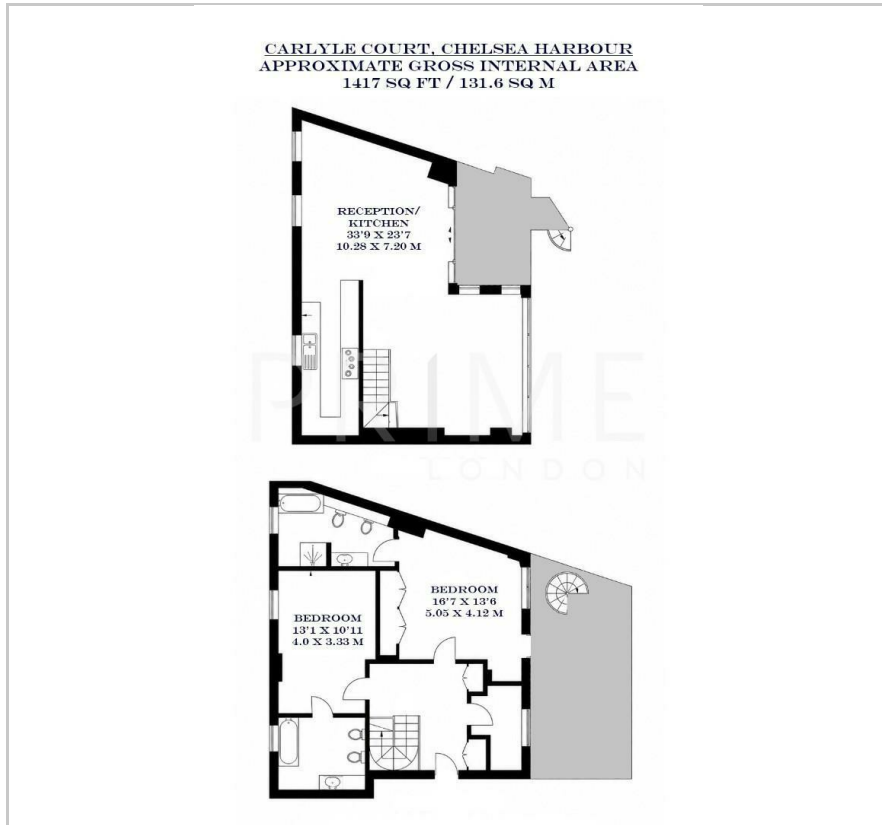 CARLYLE COURT, CHELSEA HARBOUR
APPROXIMATE GROSS INTERNAL AREA
1417 SQ FT / 131.6 SQ M
RECEPTION/
KITCHEN
33'9 X 23'7
10.28 X 7.20 M
PRIME
LONDON
BEDROOM
16'7 X 13'6
5.05 X 4.12 M
BEDROOM
13'1 X 10'11
4.0 X 3.33 M